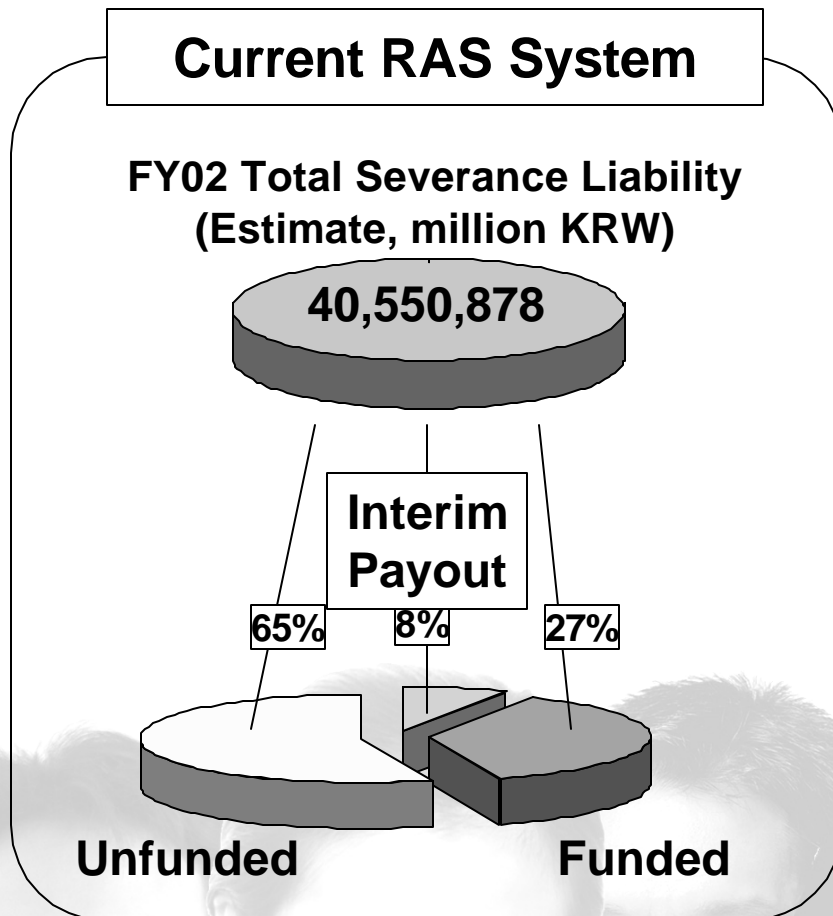 Current RAS System
FY02 Total Severance Liability
(Estimate, million KRW)
40,550,878
Interim
Payout
65%
8%
27%
Unfunded
Funded